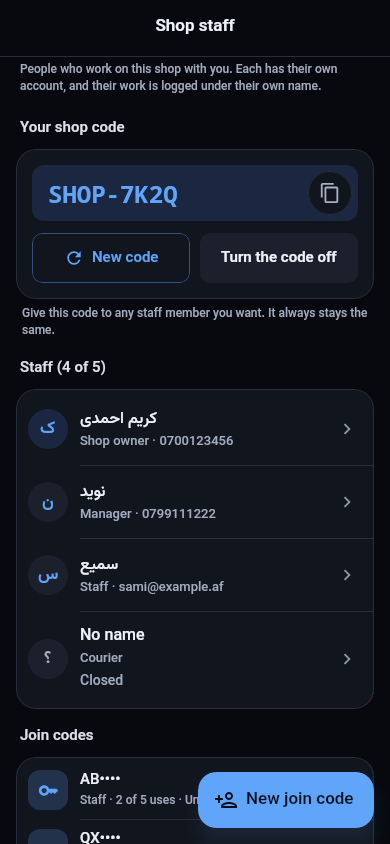 Shop staff
People who work on this shop with you. Each has their own
account, and their work is logged under their own name.
Your shop code
SHOP-7K2Q
New code
Turn the code off
Give this code to any staff member you want. It always stays the
same.
Staff (4 of 5)
ک
کریم احمدی
Shop owner · 0700123456
ن
نوید
Manager · 0799111222
س
سمیع
Staff · sami@example.af
؟
No name
Courier
Closed
Join codes
AB••••
Staff · 2 of 5 uses ·
New join code
QX••••